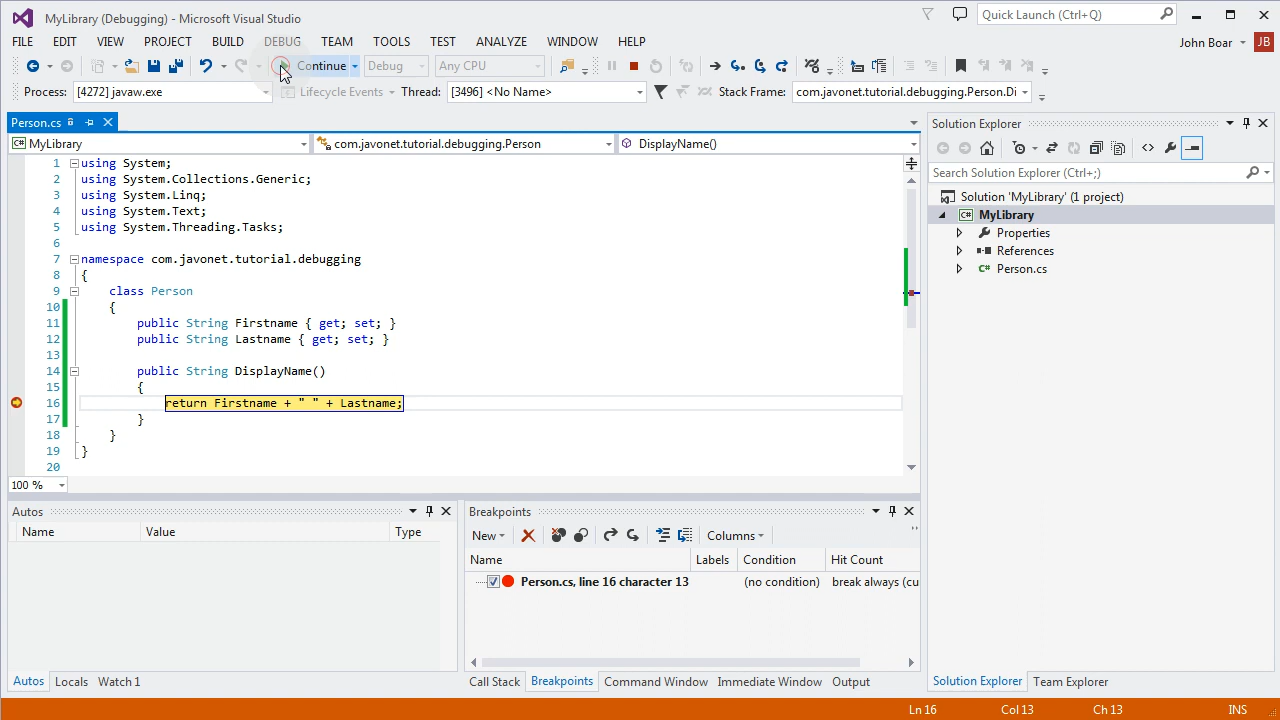 MyLibrary (Debugging) - Microsoft Visual Studio
Quick Launch (Ctrl+Q)
FILE EDIT VIEW PROJECT BUILD DEBUG TEAM TOOLS TEST ANALYZE WINDOW HELP
John Boar JB
Continue Debug Any CPU
Process: [4272] javaw.exe Lifecycle Events Thread: [3496] <No Name> Stack Frame: com.javonet.tutorial.debugging.Person.Di
Person.cs
MyLibrary com.javonet.tutorial.debugging.Person DisplayName()
1 using System;
2 using System.Collections.Generic;
3 using System.Linq;
4 using System.Text;
5 using System.Threading.Tasks;
6
7 namespace com.javonet.tutorial.debugging
8 {
9 class Person
10 {
11 public String Firstname { get; set; }
12 public String Lastname { get; set; }
13
14 public String DisplayName()
15 {
16 return Firstname + " " + Lastname;
17 }
18 }
19 }
20
100 %
Solution Explorer
Search Solution Explorer (Ctrl+;)
Solution 'MyLibrary' (1 project)
MyLibrary
Properties
References
Person.cs
Autos
Name Value Type
Breakpoints
New Columns
Name Labels Condition Hit Count
Person.cs, line 16 character 13 (no condition) break always (cu
Autos Locals Watch 1
Call Stack Breakpoints Command Window Immediate Window Output
Solution Explorer Team Explorer
Ln 16 Col 13 Ch 13 INS